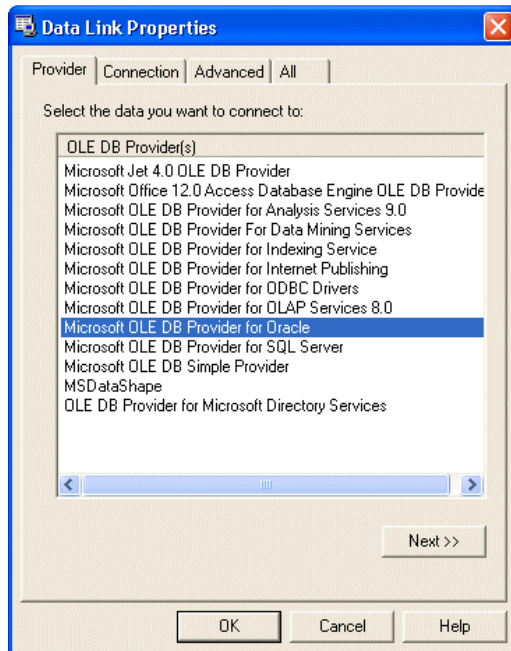 Data Link Properties
Provider Connection Advanced All
Select the data you want to connect to:
OLE DB Provider(s)
Microsoft Jet 4.0 OLE DB Provider
Microsoft Office 12.0 Access Database Engine OLE DB Provide
Microsoft OLE DB Provider for Analysis Services 9.0
Microsoft OLE DB Provider For Data Mining Services
Microsoft OLE DB Provider for Indexing Service
Microsoft OLE DB Provider for Internet Publishing
Microsoft OLE DB Provider for ODBC Drivers
Microsoft OLE DB Provider for OLAP Services 8.0
Microsoft OLE DB Provider for Oracle
Microsoft OLE DB Provider for SQL Server
Microsoft OLE DB Simple Provider
MSDataShape
OLE DB Provider for Microsoft Directory Services
Next >>
OK Cancel Help